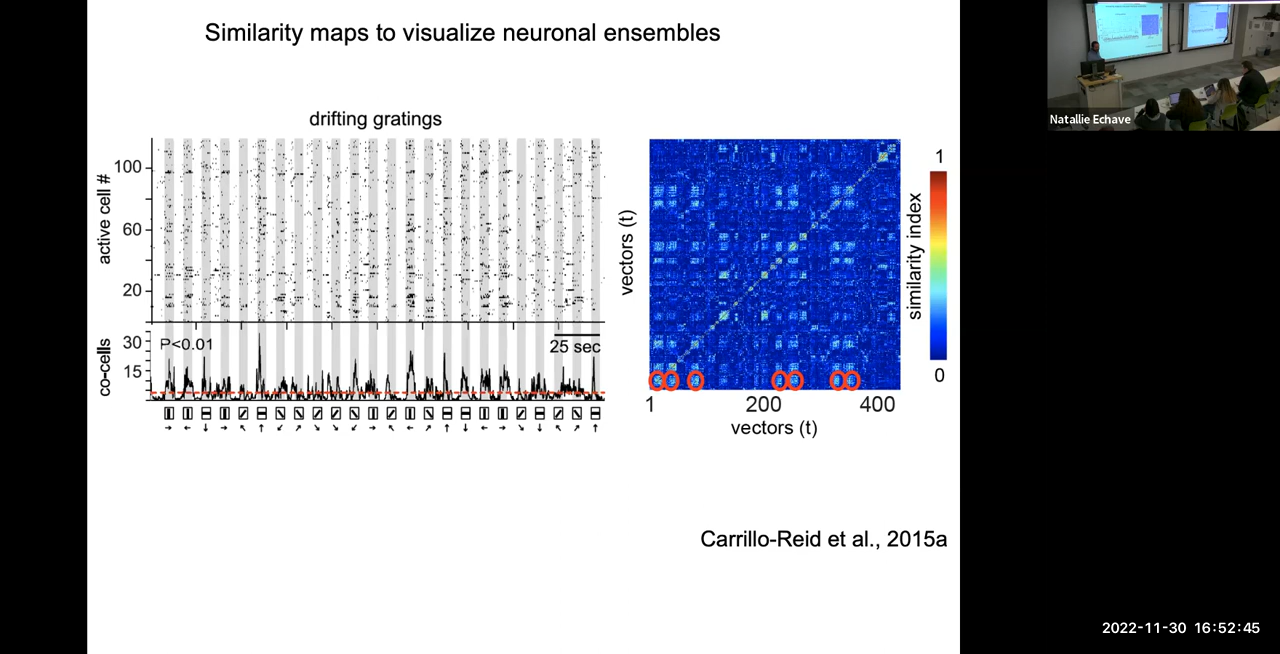 Similarity maps to visualize neuronal ensembles
drifting gratings
active cell #
100
60
20
co-cells
30
15
P<0.01
25 sec
vectors (t)
1
200
400
vectors (t)
similarity index
1
0
Carrillo-Reid et al., 2015a
Natallie Echave
2022-11-30 16:52:45